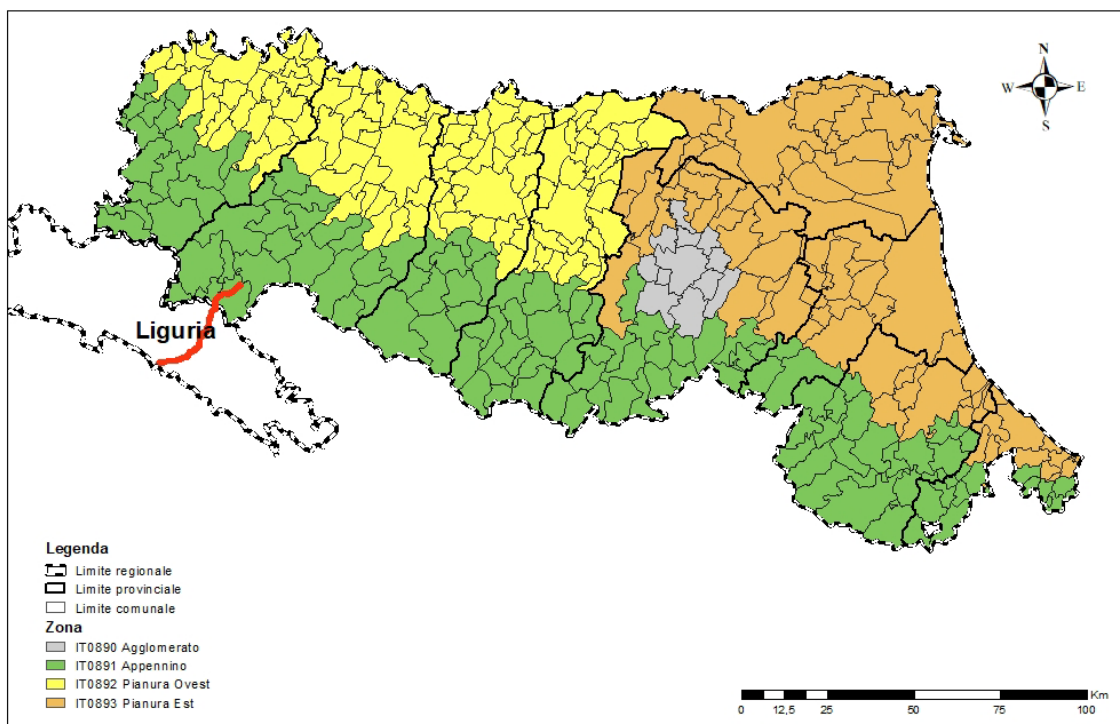 N
W E
S
Liguria
Legenda
Limite regionale
Limite provinciale
Limite comunale
Zona
IT0890 Agglomerato
IT0891 Appennino
IT0892 Pianura Ovest
IT0893 Pianura Est
Km
0 12,5 25 50 75 100